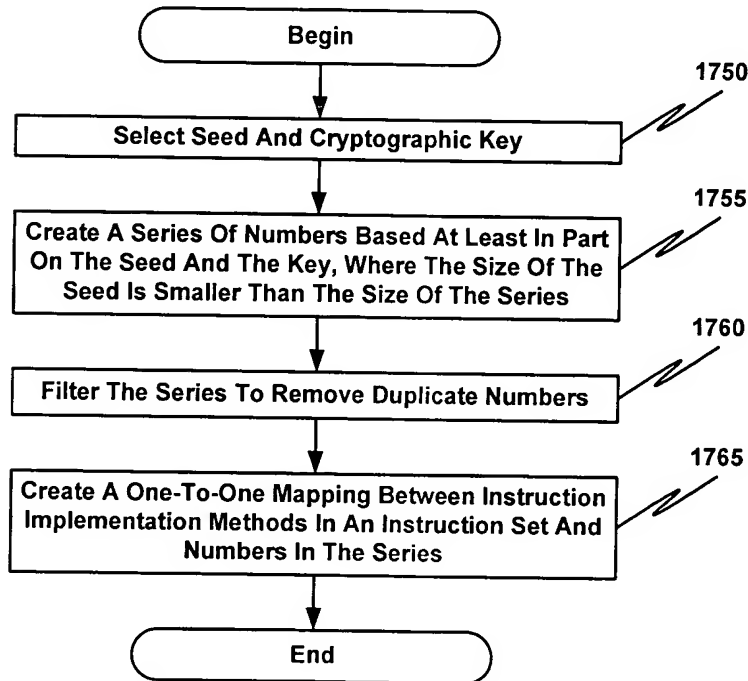 Begin
1750
Select Seed And Cryptographic Key
1755
Create A Series Of Numbers Based At Least In Part
On The Seed And The Key, Where The Size Of The
Seed Is Smaller Than The Size Of The Series
1760
Filter The Series To Remove Duplicate Numbers
1765
Create A One-To-One Mapping Between Instruction
Implementation Methods In An Instruction Set And
Numbers In The Series
End